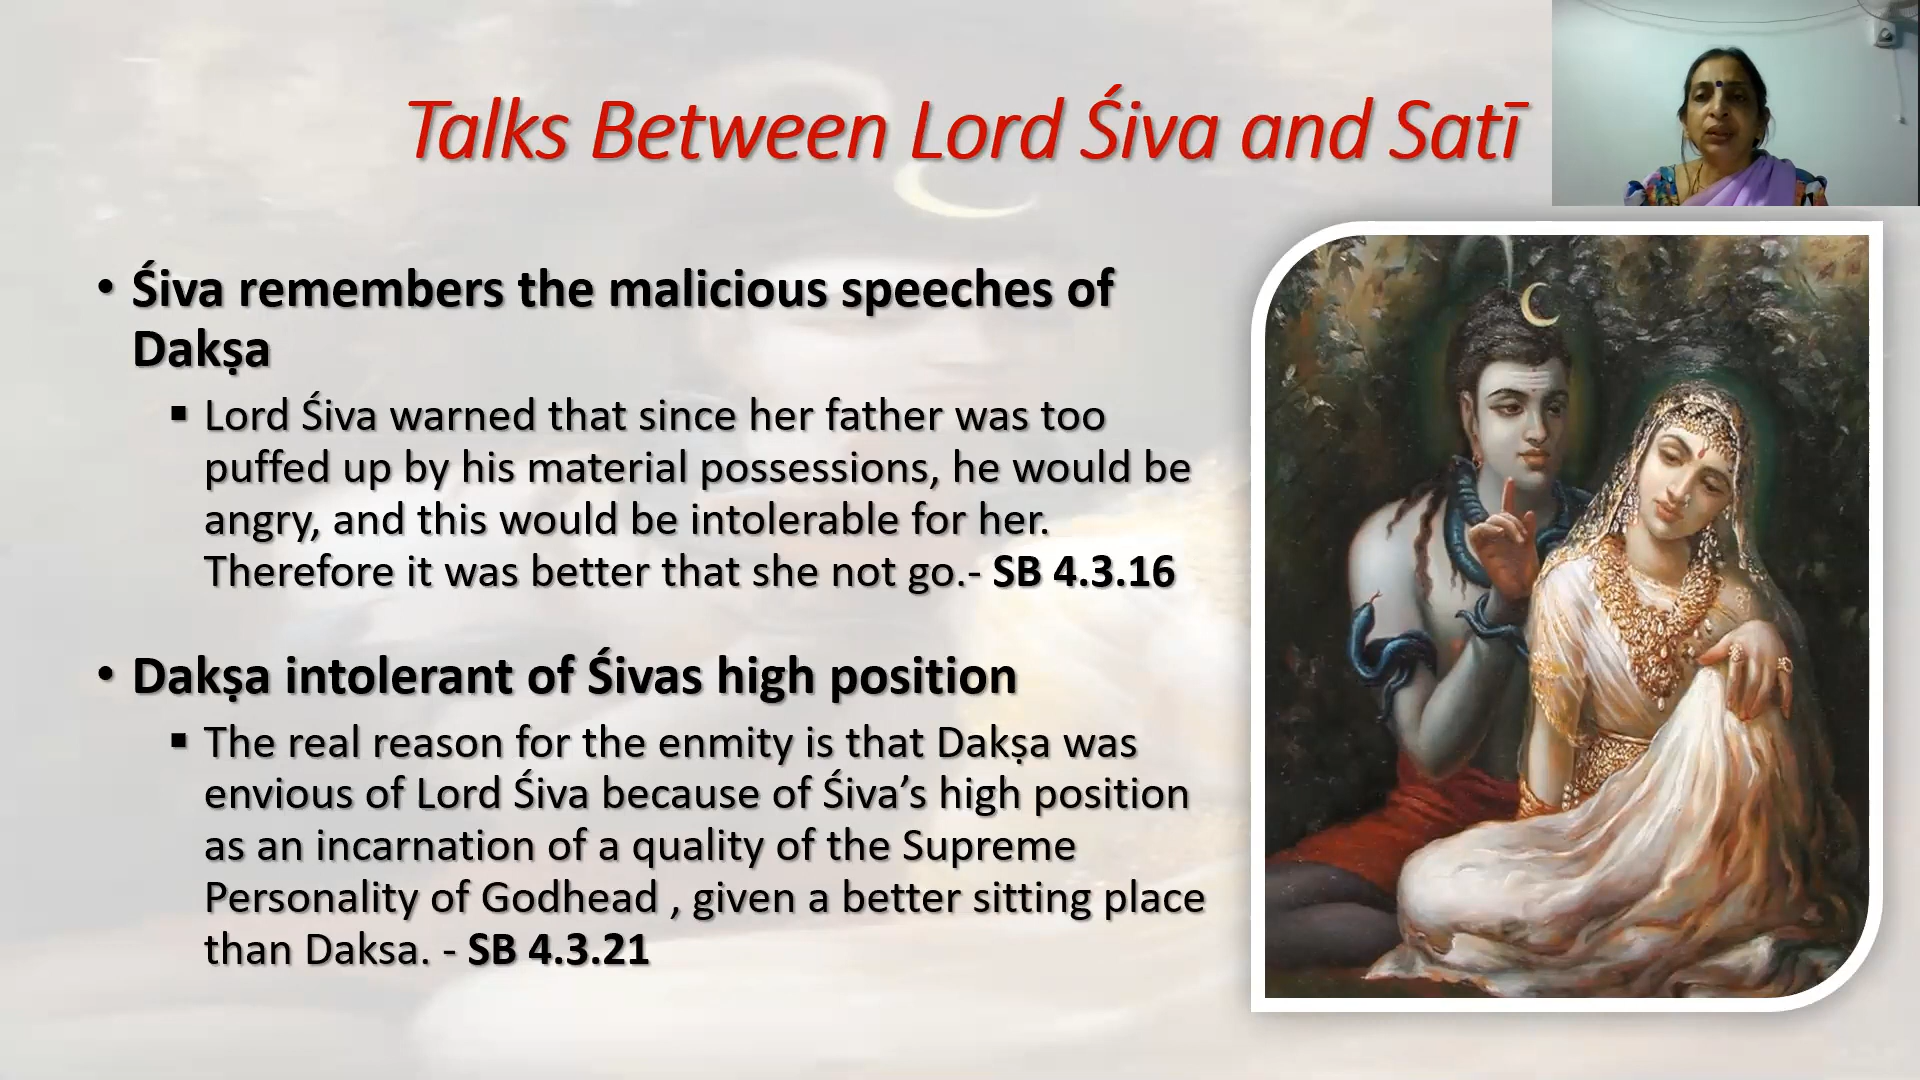 Talks Between Lord Śiva and Satī
• Śiva remembers the malicious speeches of
Dakṣa
▪ Lord Śiva warned that since her father was too
puffed up by his material possessions, he would be
angry, and this would be intolerable for her.
Therefore it was better that she not go.- SB 4.3.16
• Dakṣa intolerant of Śivas high position
▪ The real reason for the enmity is that Dakṣa was
envious of Lord Śiva because of Śiva’s high position
as an incarnation of a quality of the Supreme
Personality of Godhead , given a better sitting place
than Daksa. - SB 4.3.21